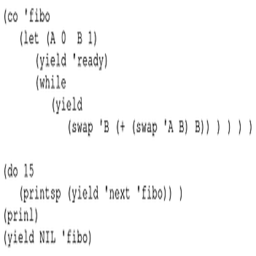 (co 'fibo
(let (A 0 B 1)
(yield 'ready)
(while
(yield
(swap 'B (+ (swap 'A B) B)) ) ) ) )
(do 15
(printsp (yield 'next 'fibo)) )
(prinl)
(yield NIL 'fibo)